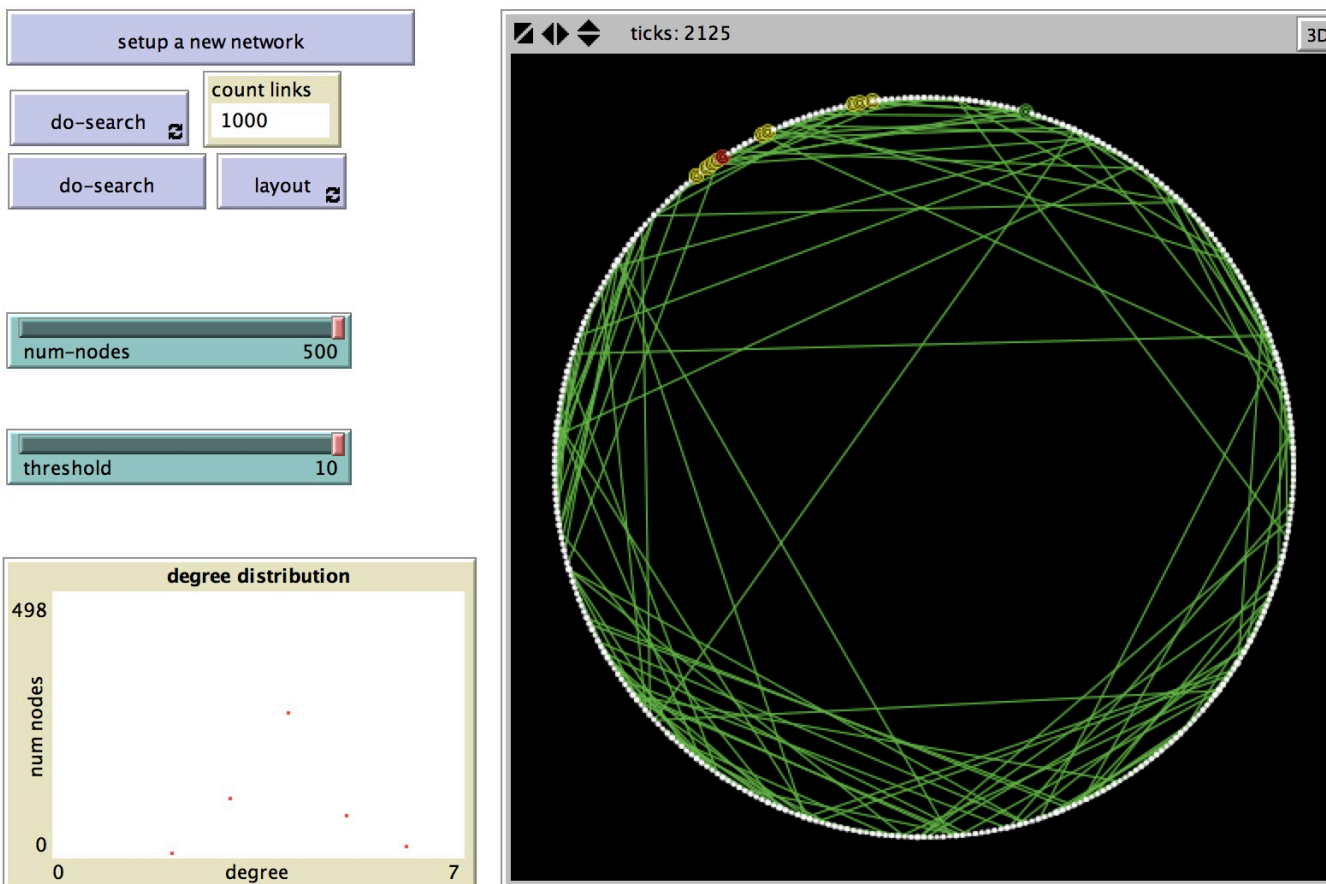 setup a new network
do-search
count links
1000
do-search
layout
num-nodes
500
threshold
10
degree distribution
498
num nodes
0
0
degree
7
ticks: 2125
3D